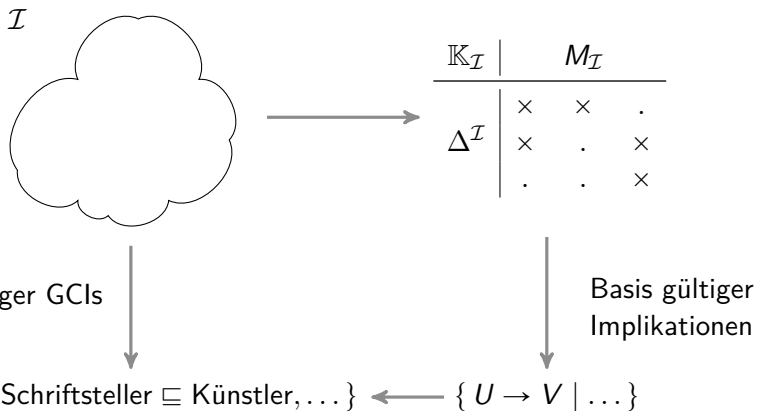 ℐ
𝕂_ℐ M_ℐ
Δ^ℐ × × .
× . ×
. . ×
ger GCIs
Basis gültiger
Implikationen
Schriftsteller ⊑ Künstler, . . . } { U → V | . . . }